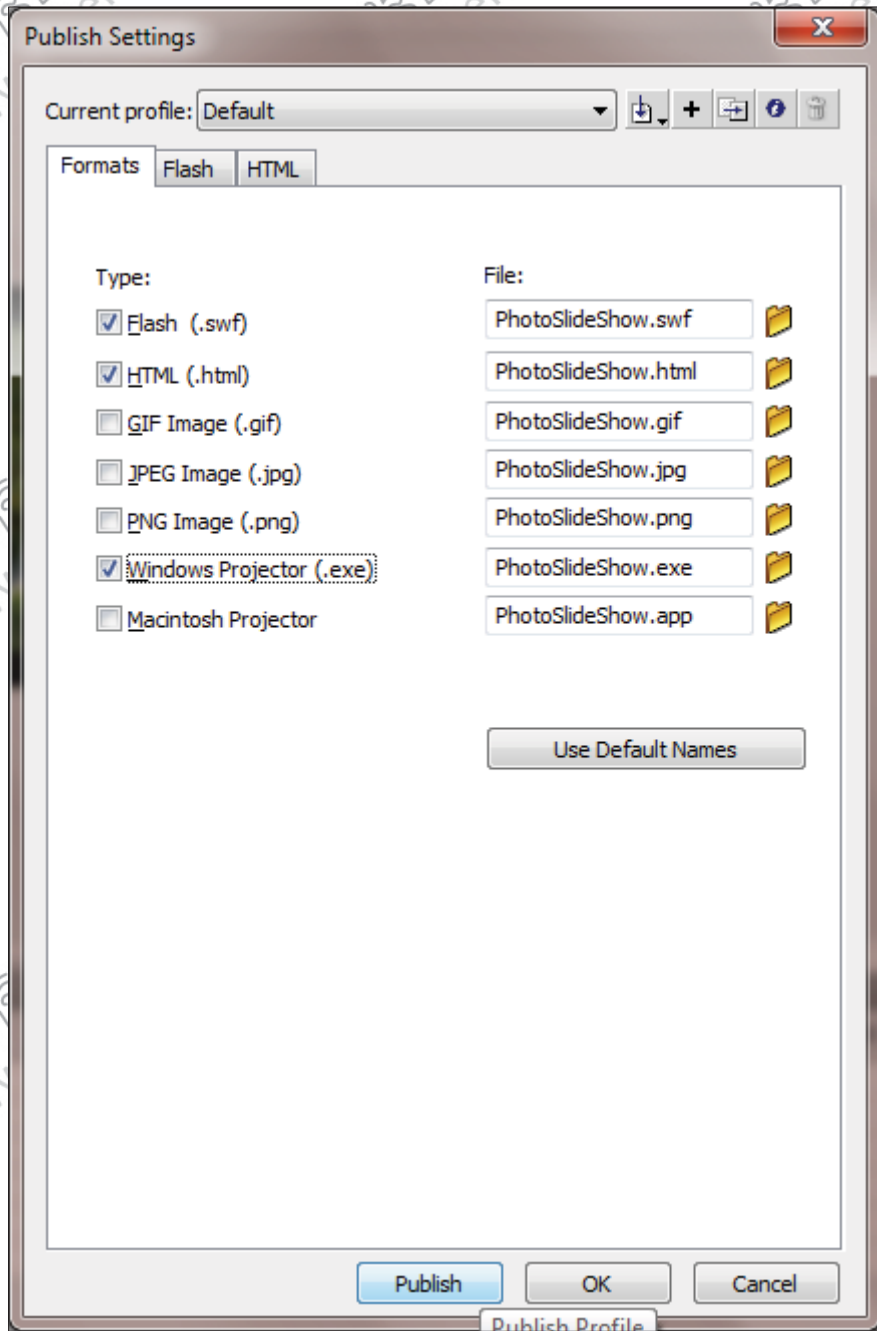 Publish Settings
Current profile: Default
Formats Flash HTML
Type: File:
Flash (.swf) PhotoSlideShow.swf
HTML (.html) PhotoSlideShow.html
GIF Image (.gif) PhotoSlideShow.gif
JPEG Image (.jpg) PhotoSlideShow.jpg
PNG Image (.png) PhotoSlideShow.png
Windows Projector (.exe) PhotoSlideShow.exe
Macintosh Projector PhotoSlideShow.app
Use Default Names
Publish OK Cancel
Publish Profile